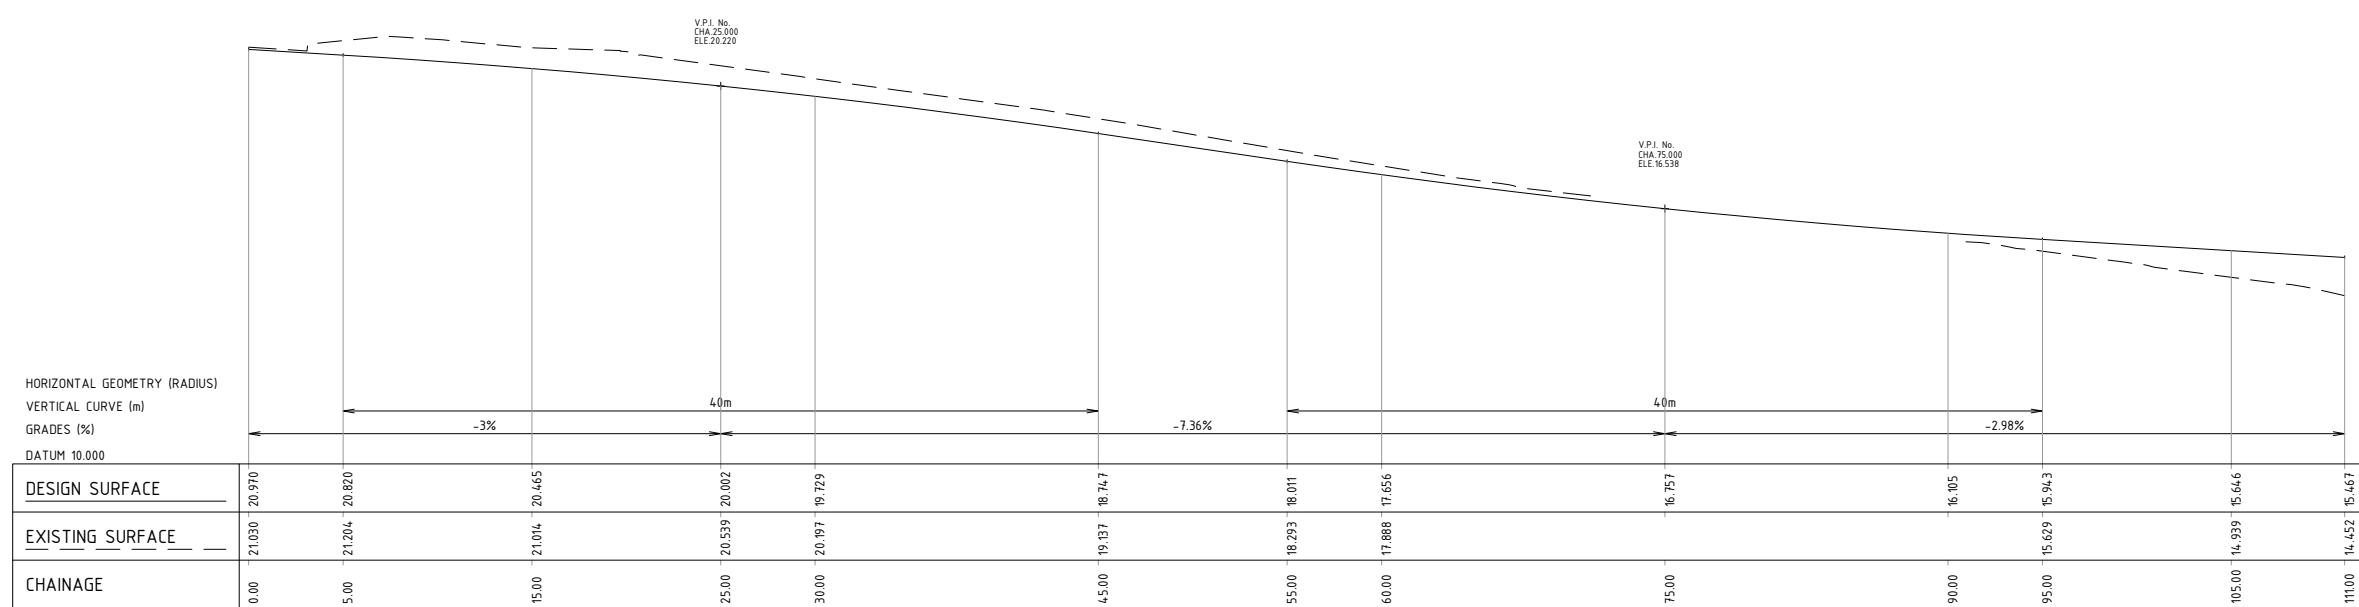 V.P.I. No.
CHA.25.000
ELE.20.220
V.P.I. No.
CHA.75.000
ELE.16.538
HORIZONTAL GEOMETRY (RADIUS)
VERTICAL CURVE (m) 40m 40m
GRADES (%) -3% -7.36% -2.98%
DATUM 10.000
DESIGN SURFACE 20.970 20.820 20.465 20.002 19.729 18.747 18.011 17.656 16.757 16.105 15.943 15.646 15.467
EXISTING SURFACE 21.030 21.204 21.014 20.539 20.197 19.137 18.293 17.888 15.629 14.939 14.452
CHAINAGE 0.00 5.00 15.00 25.00 30.00 45.00 55.00 60.00 75.00 90.00 95.00 105.00 111.00